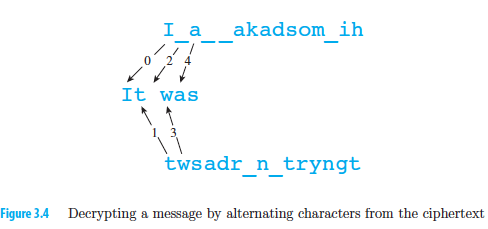 I_a__akadsom_ih
0 2 4
It was
1 3
twsadr_n_tryngt
Figure 3.4 Decrypting a message by alternating characters from the ciphertext